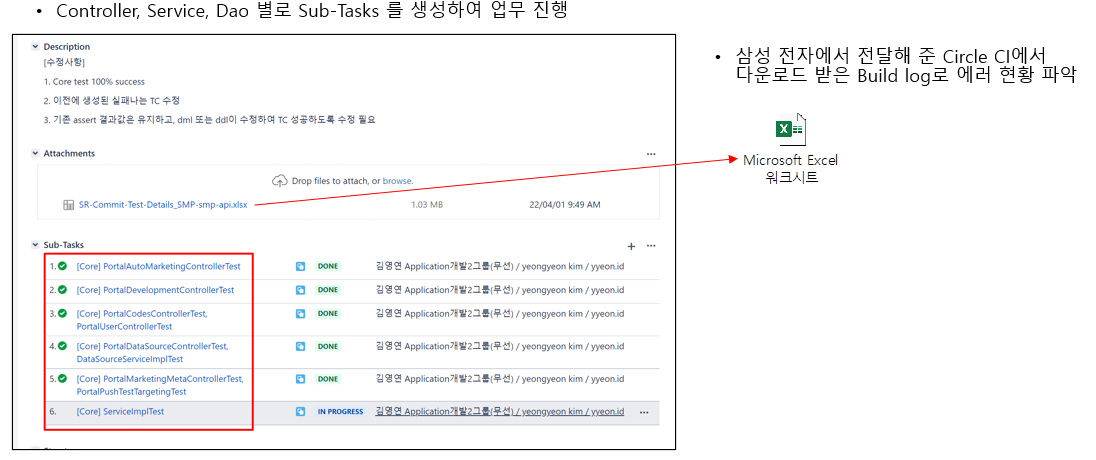 • Controller, Service, Dao 별로 Sub-Tasks 를 생성하여 업무 진행
Description
[수정사항]
1. Core test 100% success
2. 이전에 생성된 실패나는 TC 수정
3. 기존 assert 결과값은 유지하고, dml 또는 ddl이 수정하여 TC 성공하도록 수정 필요
Attachments
Drop files to attach, or browse.
SR-Commit-Test-Details_SMP-smp-api.xlsx 1.03 MB 22/04/01 9:49 AM
Sub-Tasks
1. [Core] PortalAutoMarketingControllerTest DONE 김영연 Application개발2그룹(무선) / yeongyeon kim / yyeon.id
2. [Core] PortalDevelopmentControllerTest DONE 김영연 Application개발2그룹(무선) / yeongyeon kim / yyeon.id
3. [Core] PortalCodesControllerTest, DONE 김영연 Application개발2그룹(무선) / yeongyeon kim / yyeon.id
PortalUserControllerTest
4. [Core] PortalDataSourceControllerTest, DONE 김영연 Application개발2그룹(무선) / yeongyeon kim / yyeon.id
DataSourceServiceImplTest
5. [Core] PortalMarketingMetaControllerTest, DONE 김영연 Application개발2그룹(무선) / yeongyeon kim / yyeon.id
PortalPushTestTargetingTest
6. [Core] ServiceImplTest IN PROGRESS 김영연 Application개발2그룹(무선) / yeongyeon kim / yyeon.id
• 삼성 전자에서 전달해 준 Circle CI에서
다운로드 받은 Build log로 에러 현황 파악
Microsoft Excel
워크시트